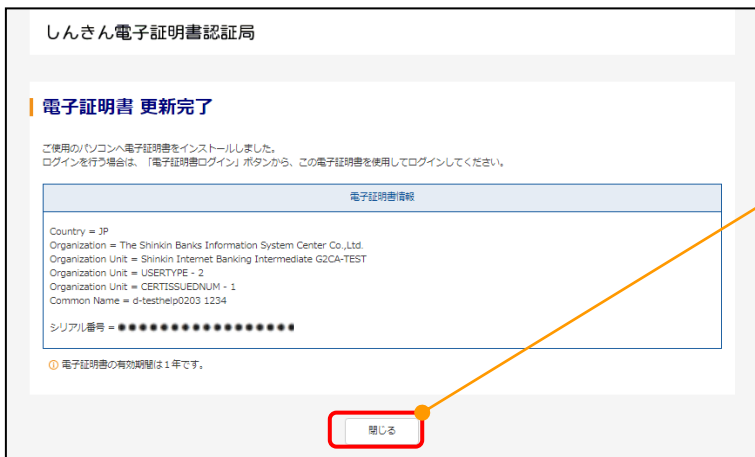 しんきん電子証明書認証局
電子証明書 更新完了
ご使用のパソコンへ電子証明書をインストールしました。
ログインを行う場合は、「電子証明書ログイン」ボタンから、この電子証明書を使用してログインしてください。
電子証明書情報
Country = JP
Organization = The Shinkin Banks Information System Center Co.,Ltd.
Organization Unit = Shinkin Internet Banking Intermediate G2CA-TEST
Organization Unit = USERTYPE - 2
Organization Unit = CERTISSUEDNUM - 1
Common Name = d-testhelp0203 1234
シリアル番号 = ●●●●●●●●●●●●●●●●●
① 電子証明書の有効期間は1年です。
閉じる